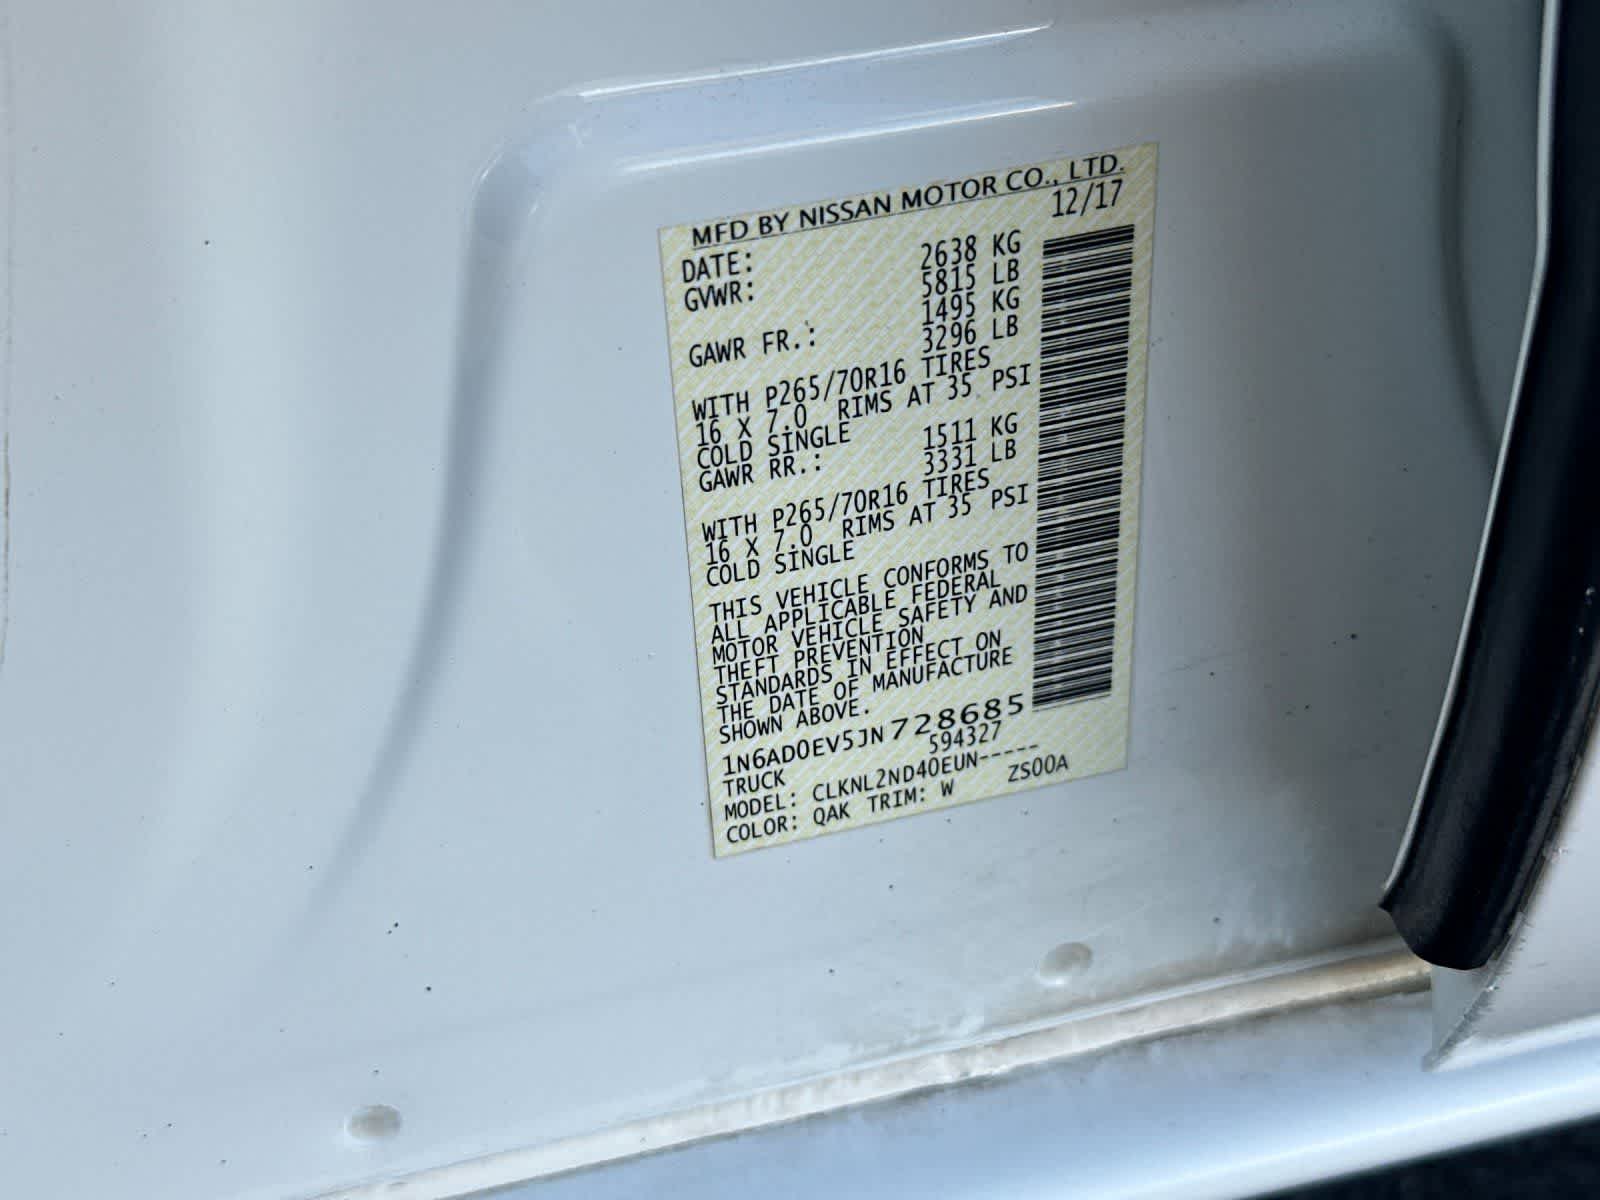 MFD BY NISSAN MOTOR CO., LTD.
DATE: 12/17
GVWR: 2638 KG
5815 LB
GAWR FR.: 1495 KG
3296 LB
WITH P265/70R16 TIRES
16 X 7.0 RIMS AT 35 PSI
COLD SINGLE
GAWR RR.: 1511 KG
3331 LB
WITH P265/70R16 TIRES
16 X 7.0 RIMS AT 35 PSI
COLD SINGLE
THIS VEHICLE CONFORMS TO
ALL APPLICABLE FEDERAL
MOTOR VEHICLE SAFETY AND
THEFT PREVENTION
STANDARDS IN EFFECT ON
THE DATE OF MANUFACTURE
SHOWN ABOVE.
1N6AD0EV5JN728685
TRUCK 594327
MODEL: CLKNL2ND40EUN-----
COLOR: QAK TRIM: W ZS00A